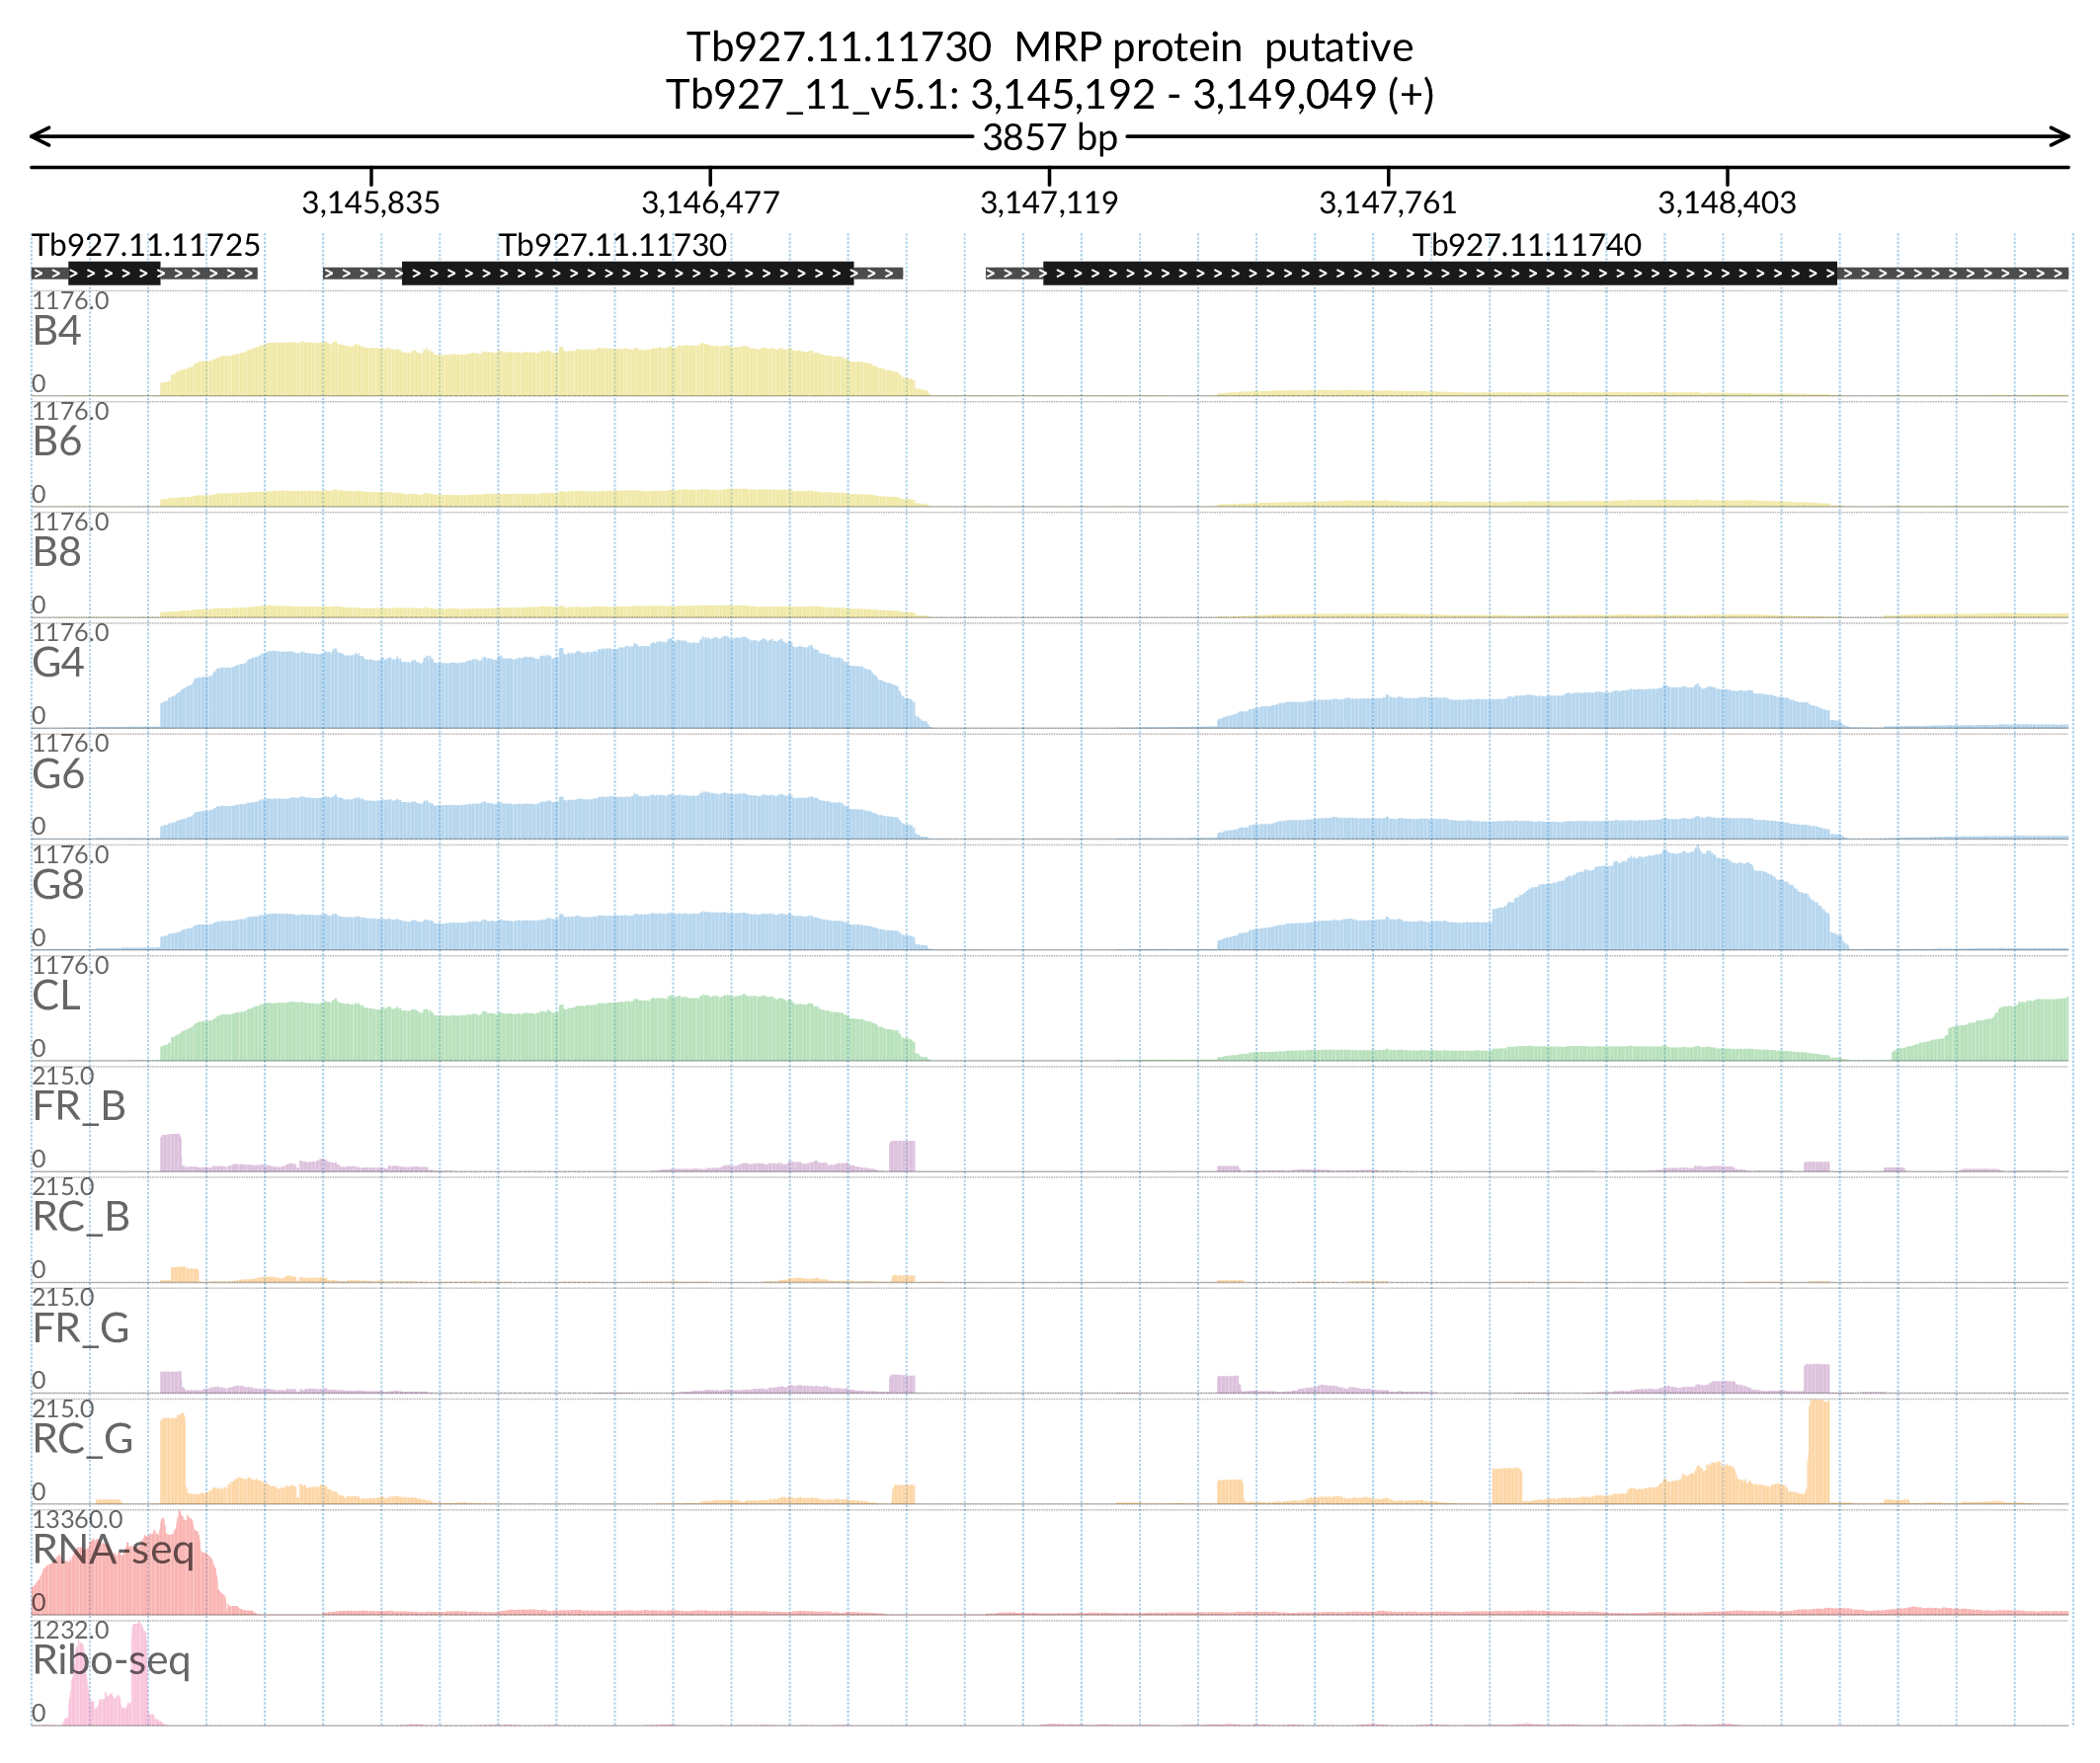 Tb927.11.11730  MRP protein  putative
Tb927_11_v5.1: 3,145,192 - 3,149,049 (+)
3857 bp
3,145,835 3,146,477 3,147,119 3,147,761 3,148,403
Tb927.11.11725 Tb927.11.11730 Tb927.11.11740
1176.0
B4
0
1176.0
B6
0
1176.0
B8
0
1176.0
G4
0
1176.0
G6
0
1176.0
G8
0
1176.0
CL
0
215.0
FR_B
0
215.0
RC_B
0
215.0
FR_G
0
215.0
RC_G
0
13360.0
RNA-seq
0
1232.0
Ribo-seq
0